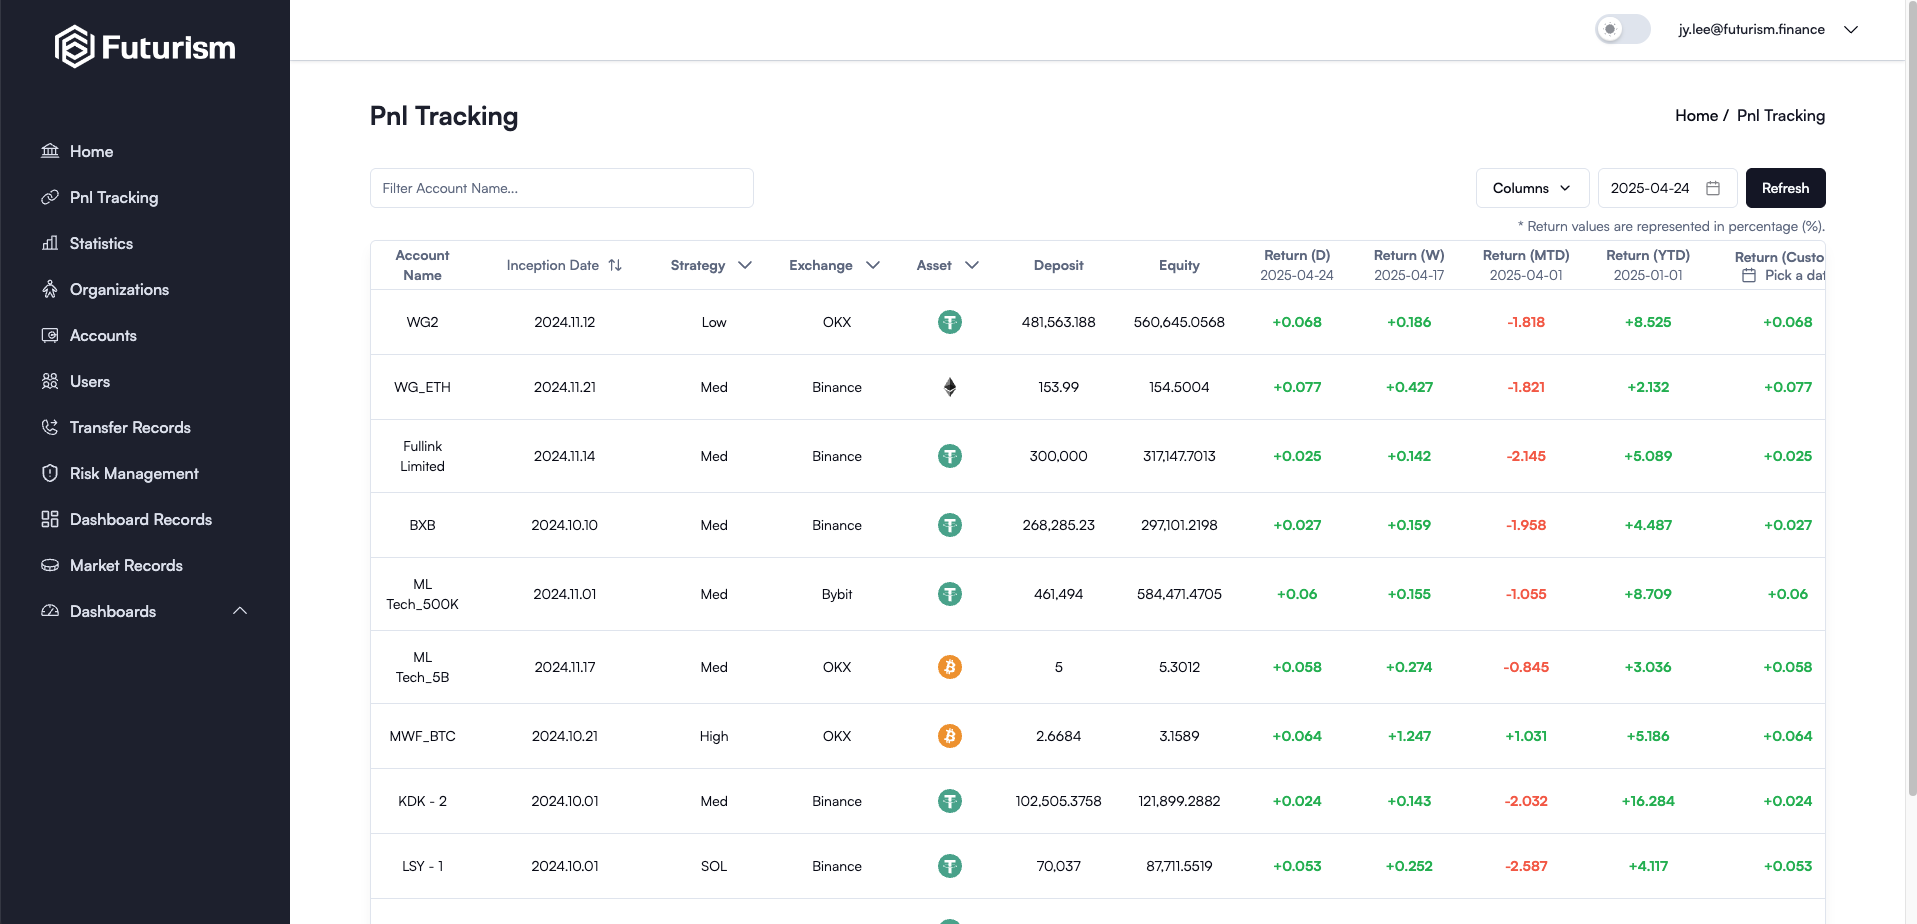 Futurism
jy.lee@futurism.finance
Home
Pnl Tracking
Statistics
Organizations
Accounts
Users
Transfer Records
Risk Management
Dashboard Records
Market Records
Dashboards
Pnl Tracking
Home / Pnl Tracking
Filter Account Name...
Columns
2025-04-24
Refresh
* Return values are represented in percentage (%).
Account Name
Inception Date
Strategy
Exchange
Asset
Deposit
Equity
Return (D)
2025-04-24
Return (W)
2025-04-17
Return (MTD)
2025-04-01
Return (YTD)
2025-01-01
Return (Custo
Pick a dat
WG2 2024.11.12 Low OKX 481,563.188 560,645.0568 +0.068 +0.186 -1.818 +8.525 +0.068
WG_ETH 2024.11.21 Med Binance 153.99 154.5004 +0.077 +0.427 -1.821 +2.132 +0.077
Fullink Limited 2024.11.14 Med Binance 300,000 317,147.7013 +0.025 +0.142 -2.145 +5.089 +0.025
BXB 2024.10.10 Med Binance 268,285.23 297,101.2198 +0.027 +0.159 -1.958 +4.487 +0.027
ML Tech_500K 2024.11.01 Med Bybit 461,494 584,471.4705 +0.06 +0.155 -1.055 +8.709 +0.06
ML Tech_5B 2024.11.17 Med OKX 5 5.3012 +0.058 +0.274 -0.845 +3.036 +0.058
MWF_BTC 2024.10.21 High OKX 2.6684 3.1589 +0.064 +1.247 +1.031 +5.186 +0.064
KDK - 2 2024.10.01 Med Binance 102,505.3758 121,899.2882 +0.024 +0.143 -2.032 +16.284 +0.024
LSY - 1 2024.10.01 SOL Binance 70,037 87,711.5519 +0.053 +0.252 -2.587 +4.117 +0.053